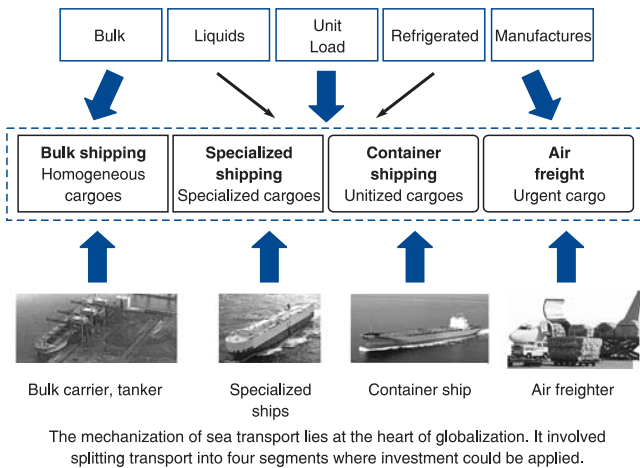 Bulk
Liquids
Unit
Load
Refrigerated
Manufactures
Bulk shipping
Homogeneous
cargoes
Specialized
shipping
Specialized cargoes
Container
shipping
Unitized cargoes
Air
freight
Urgent cargo
Bulk carrier, tanker
Specialized
ships
Container ship
Air freighter
The mechanization of sea transport lies at the heart of globalization. It involved
splitting transport into four segments where investment could be applied.